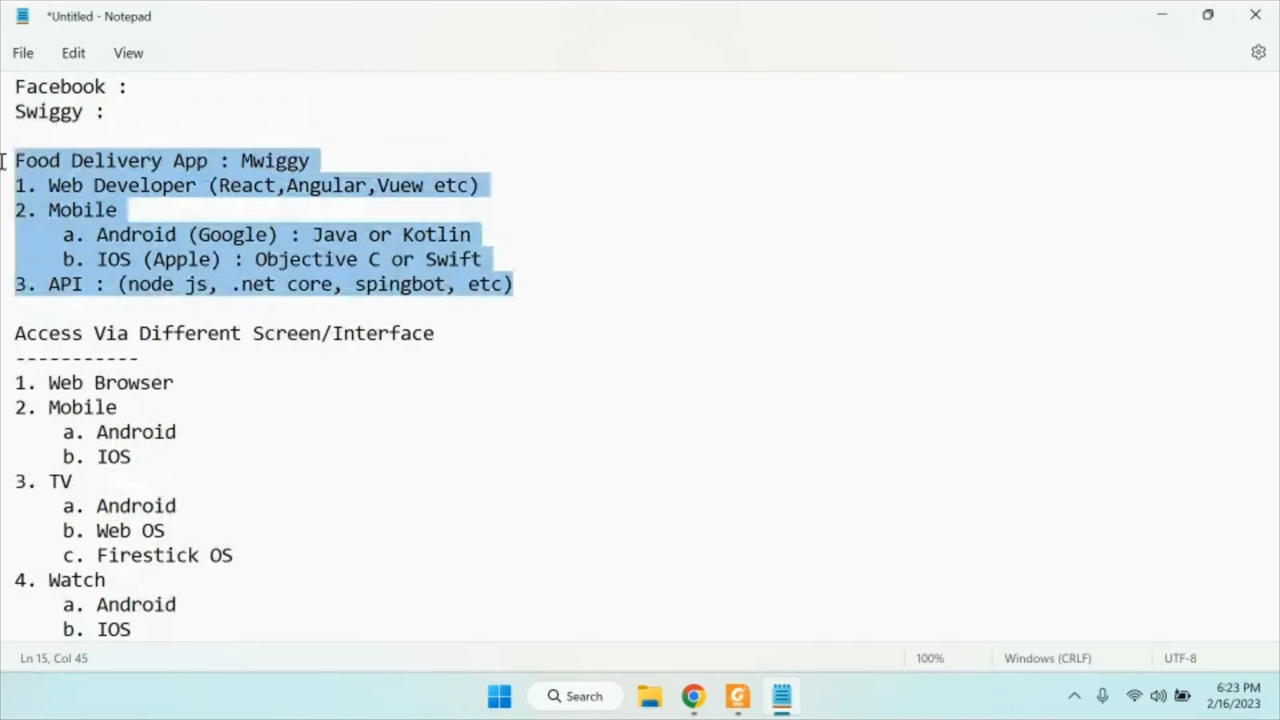 *Untitled - Notepad
File Edit View
Facebook :
Swiggy :
Food Delivery App : Mwiggy
1. Web Developer (React,Angular,Vuew etc)
2. Mobile
a. Android (Google) : Java or Kotlin
b. IOS (Apple) : Objective C or Swift
3. API : (node js, .net core, spingbot, etc)
Access Via Different Screen/Interface
-----------
1. Web Browser
2. Mobile
a. Android
b. IOS
3. TV
a. Android
b. Web OS
c. Firestick OS
4. Watch
a. Android
b. IOS
Ln 15, Col 45 100% Windows (CRLF) UTF-8
Search
6:23 PM
2/16/2023